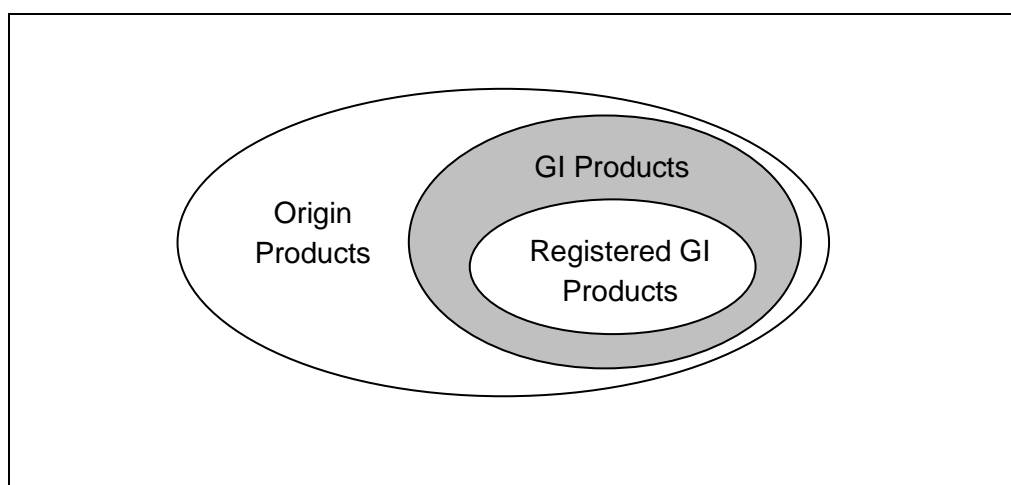 GI Products
Origin
Products
Registered GI
Products